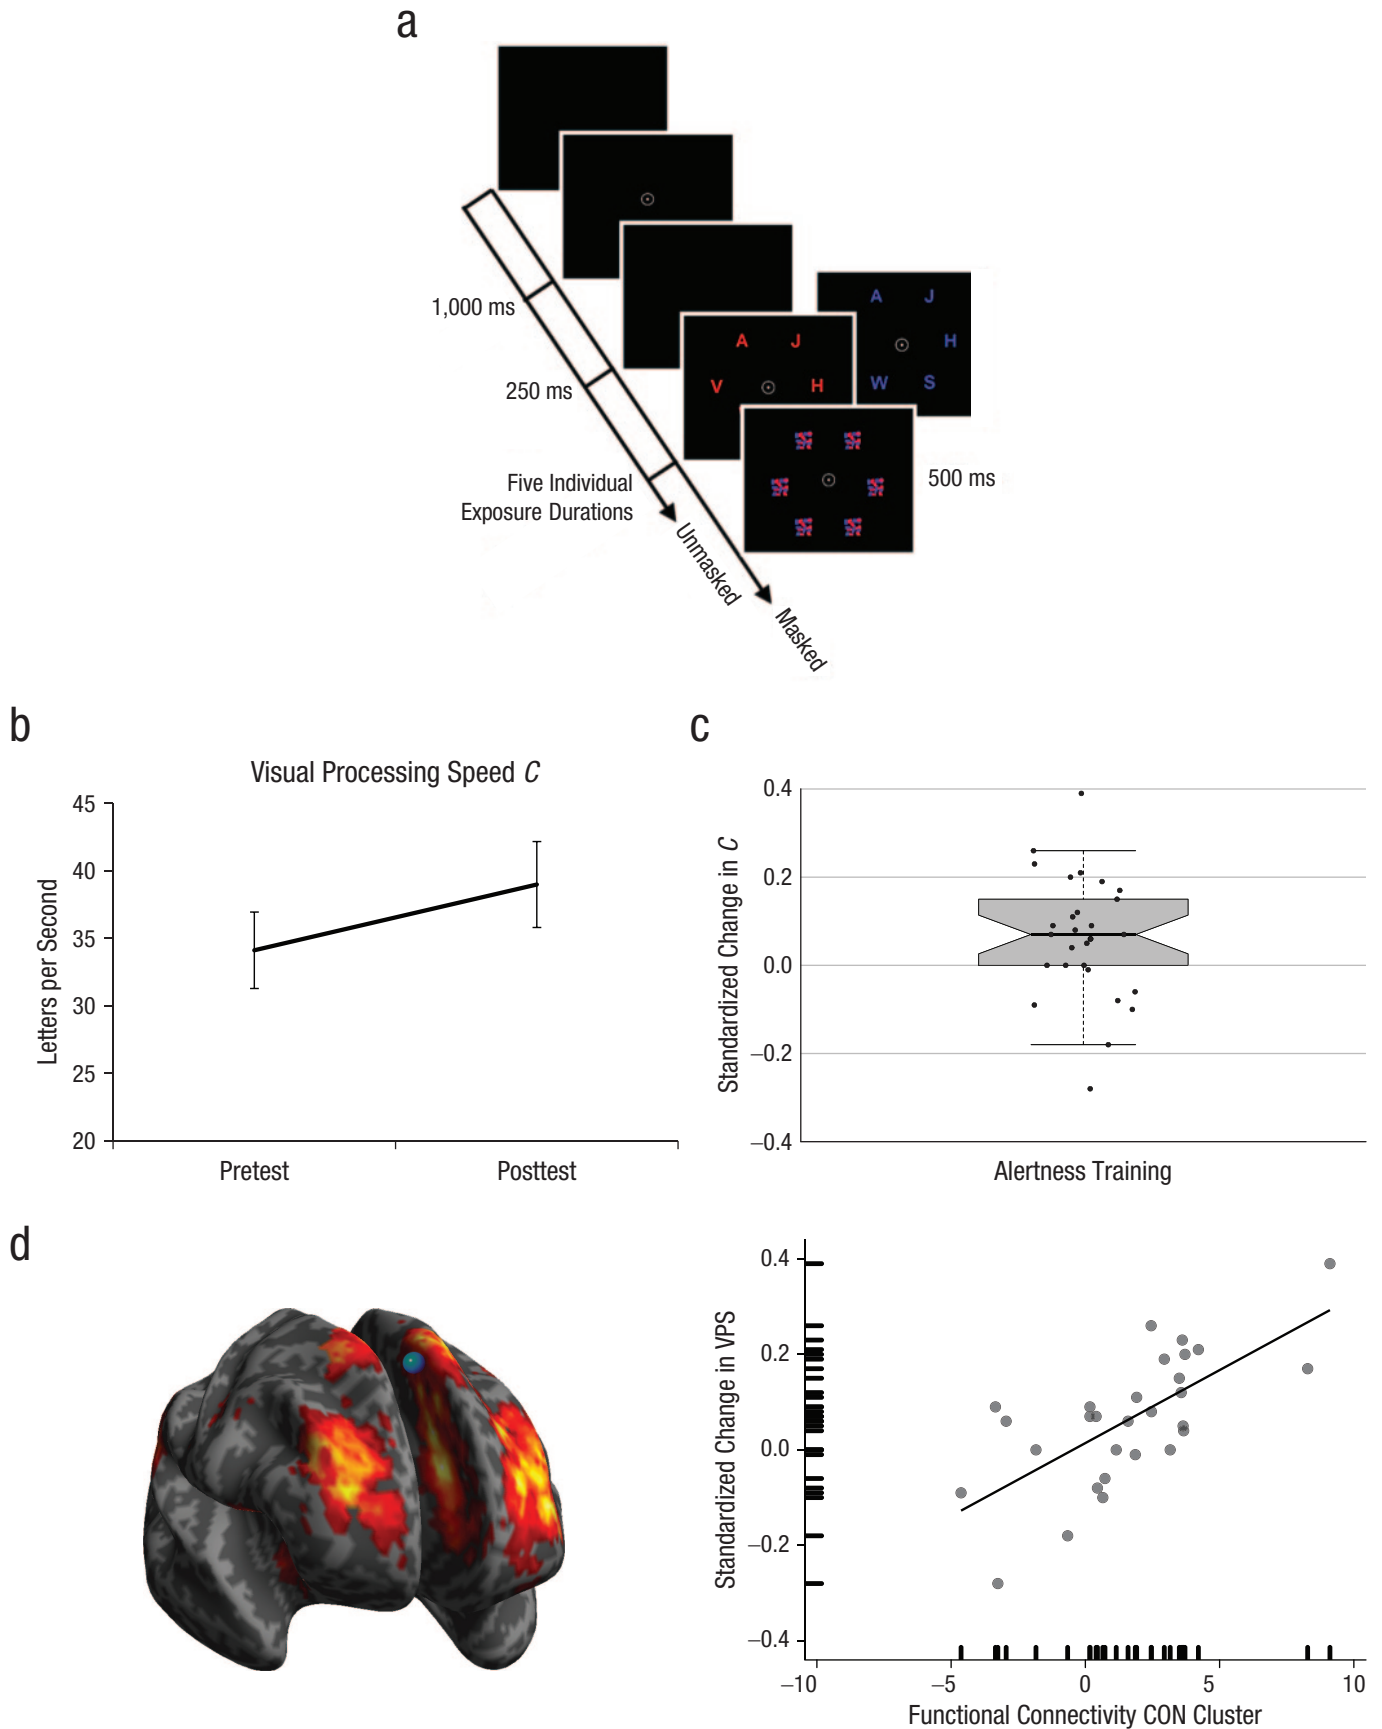 a
A J
H
W S
A J
V H
1,000 ms
250 ms
Five Individual
Exposure Durations
500 ms
Unmasked
Masked
b
Visual Processing Speed C
Letters per Second
45
40
35
30
25
20
Pretest
Posttest
c
Standardized Change in C
0.4
0.2
0.0
−0.2
−0.4
Alertness Training
d
Standardized Change in VPS
0.4
0.2
0.0
−0.2
−0.4
−10 −5 0 5 10
Functional Connectivity CON Cluster